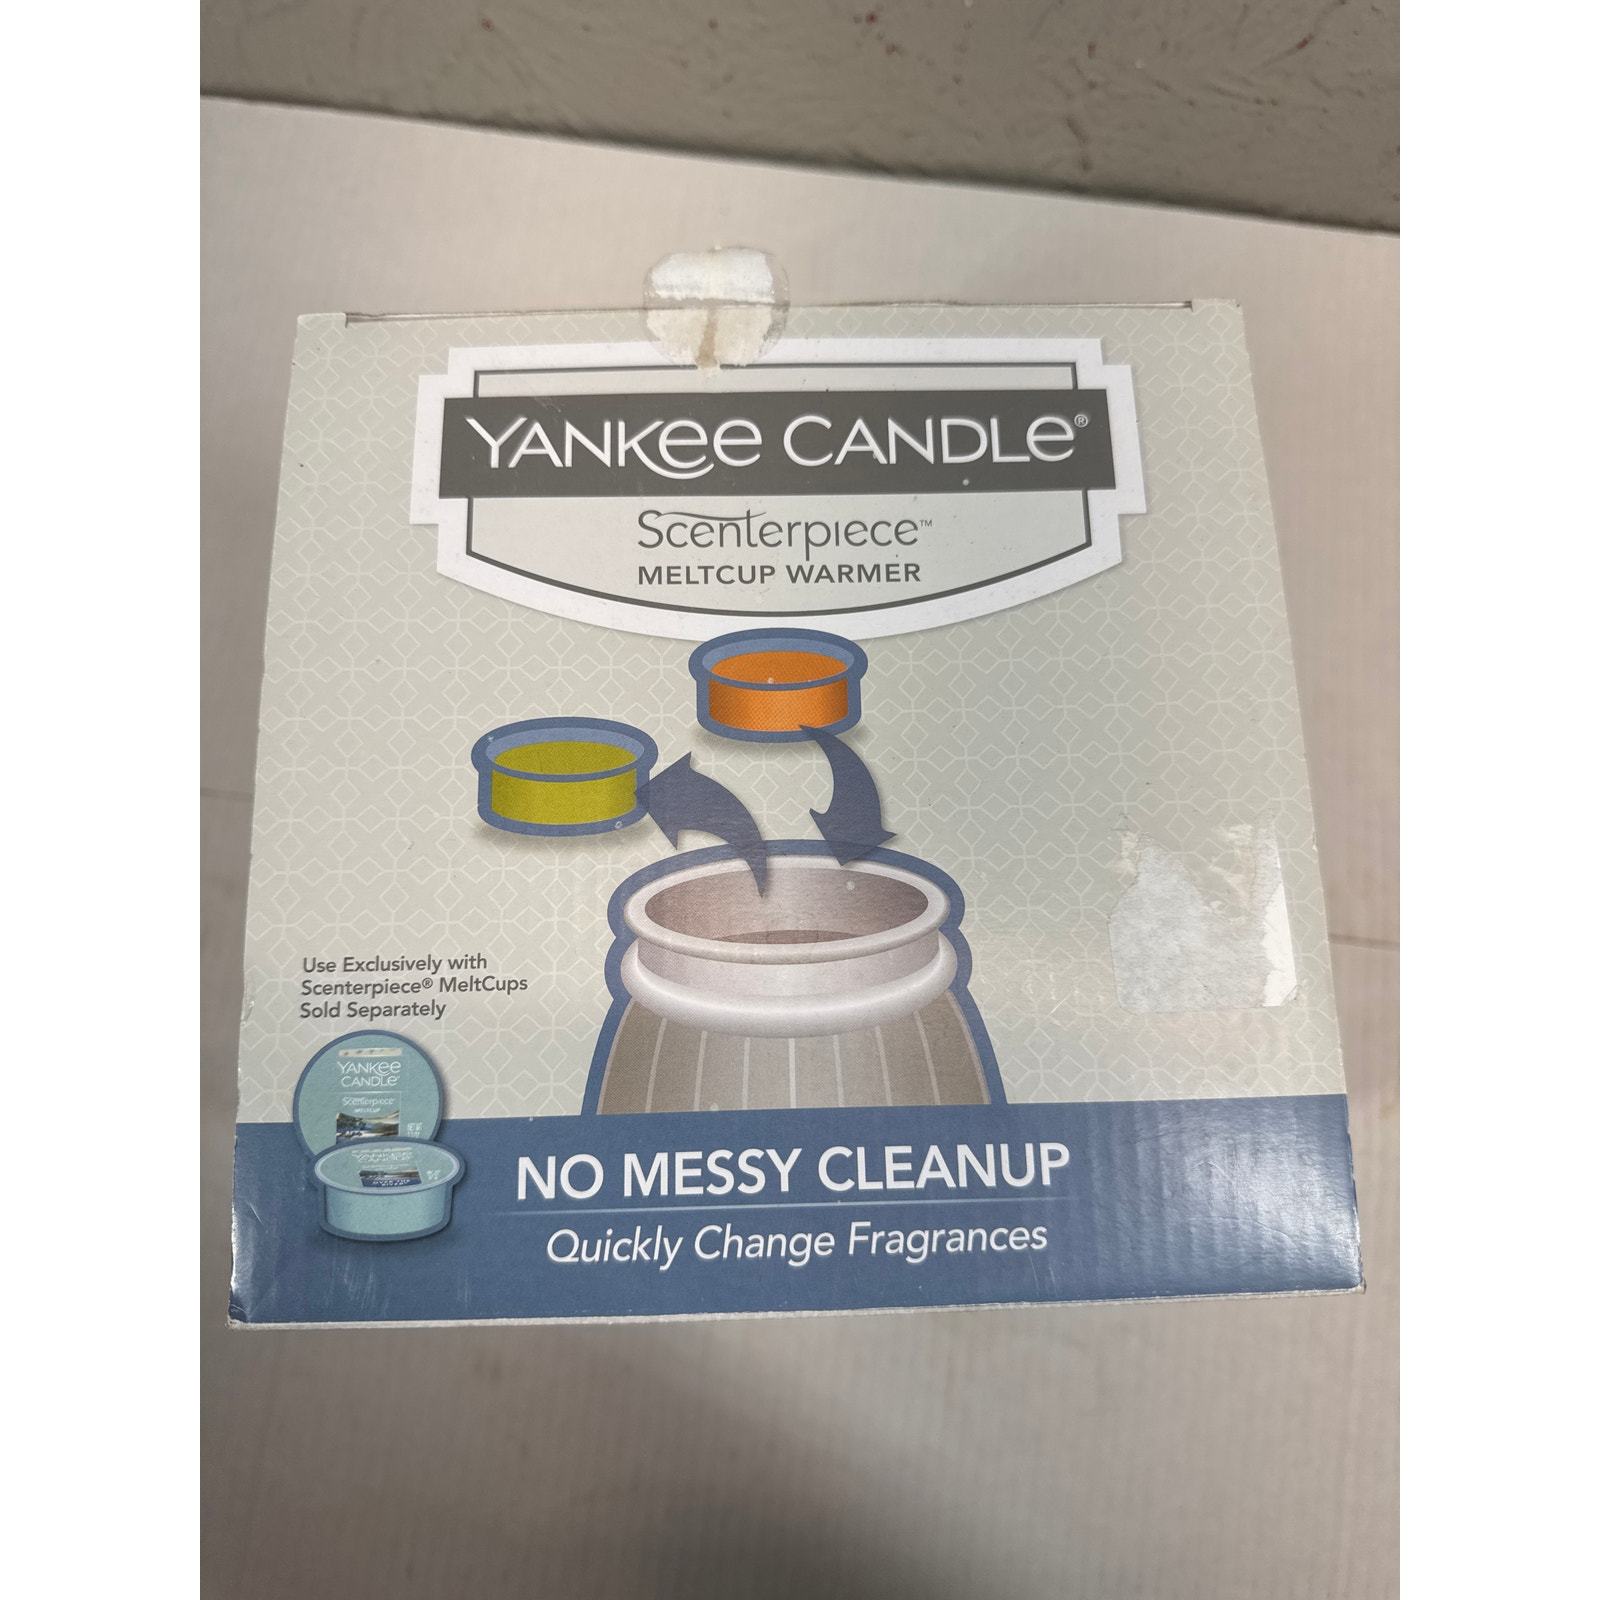 YANKEE CANDLE®
Scenterpiece™
MELTCUP WARMER
Use Exclusively with
Scenterpiece® MeltCups
Sold Separately
YANKEE
CANDLE®
Scenterpiece
MELTCUP
NO MESSY CLEANUP
Quickly Change Fragrances